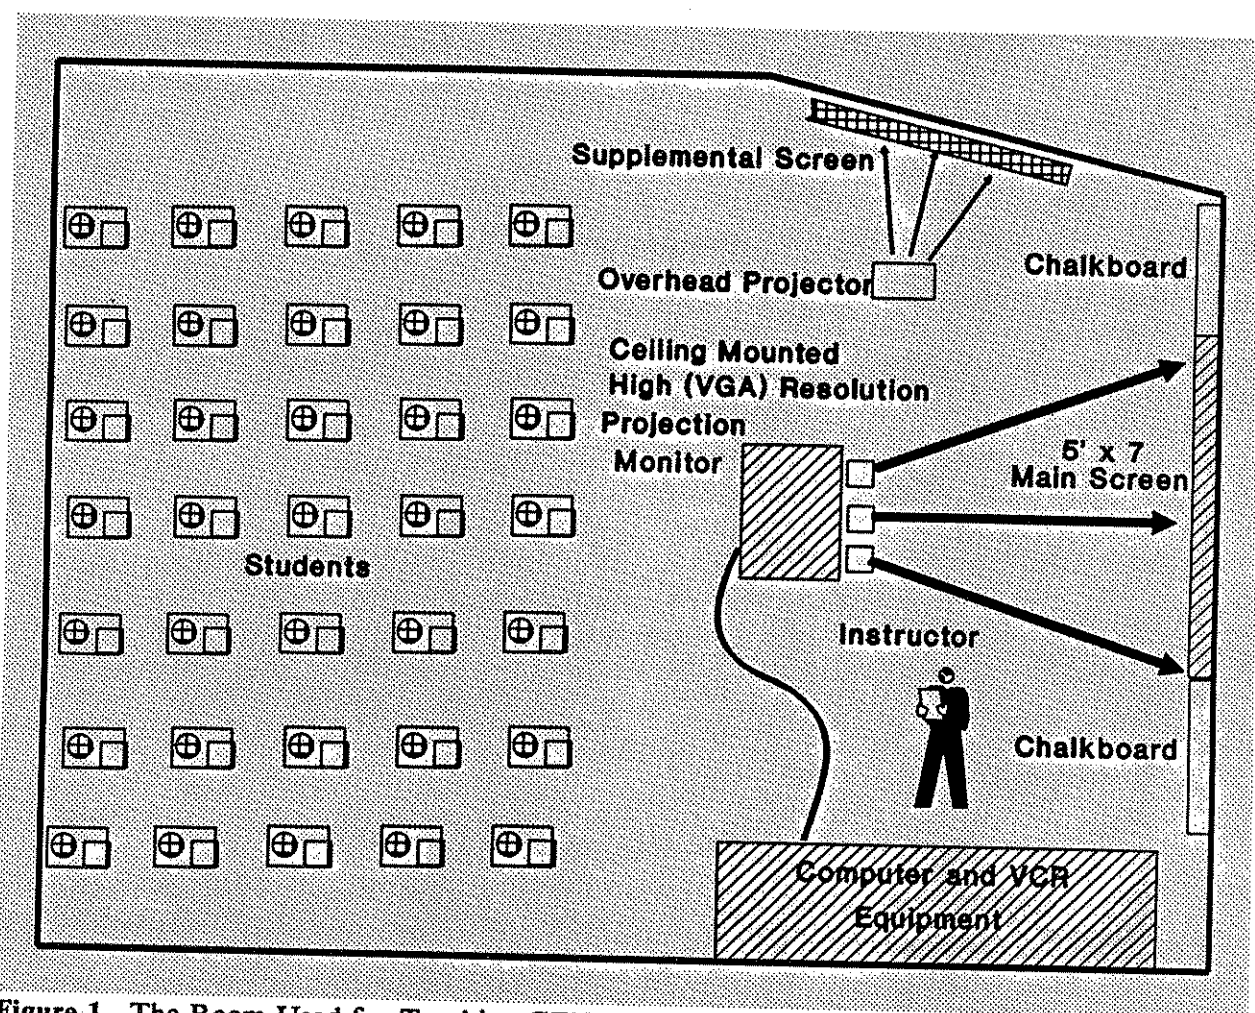 Supplemental Screen
Overhead Projector
Chalkboard
Ceiling Mounted
High (VGA) Resolution
Projection
Monitor
5' x 7
Main Screen
Students
Instructor
Chalkboard
Computer and VCR
Equipment
Figure 1. The Room Used for Teaching